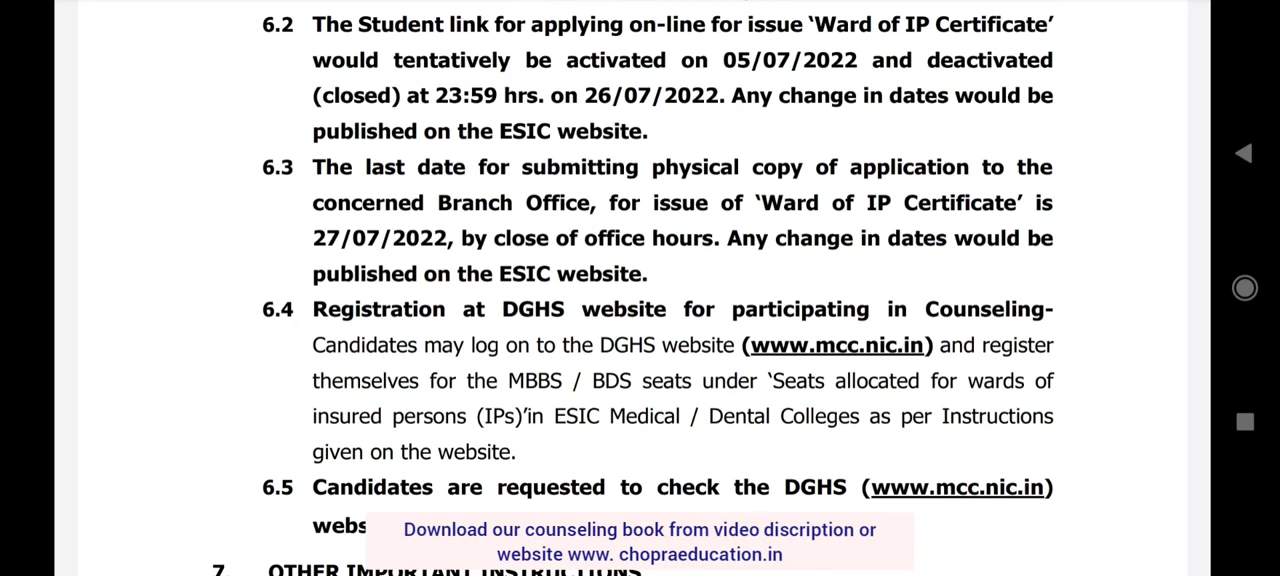 6.2 The Student link for applying on-line for issue ‘Ward of IP Certificate’
would tentatively be activated on 05/07/2022 and deactivated
(closed) at 23:59 hrs. on 26/07/2022. Any change in dates would be
published on the ESIC website.
6.3 The last date for submitting physical copy of application to the
concerned Branch Office, for issue of ‘Ward of IP Certificate’ is
27/07/2022, by close of office hours. Any change in dates would be
published on the ESIC website.
6.4 Registration at DGHS website for participating in Counseling-
Candidates may log on to the DGHS website (www.mcc.nic.in) and register
themselves for the MBBS / BDS seats under ‘Seats allocated for wards of
insured persons (IPs)’in ESIC Medical / Dental Colleges as per Instructions
given on the website.
6.5 Candidates are requested to check the DGHS (www.mcc.nic.in)
webs
Download our counseling book from video discription or
website www. chopraeducation.in
7. OTHER IMPORTANT INSTRUCTIONS